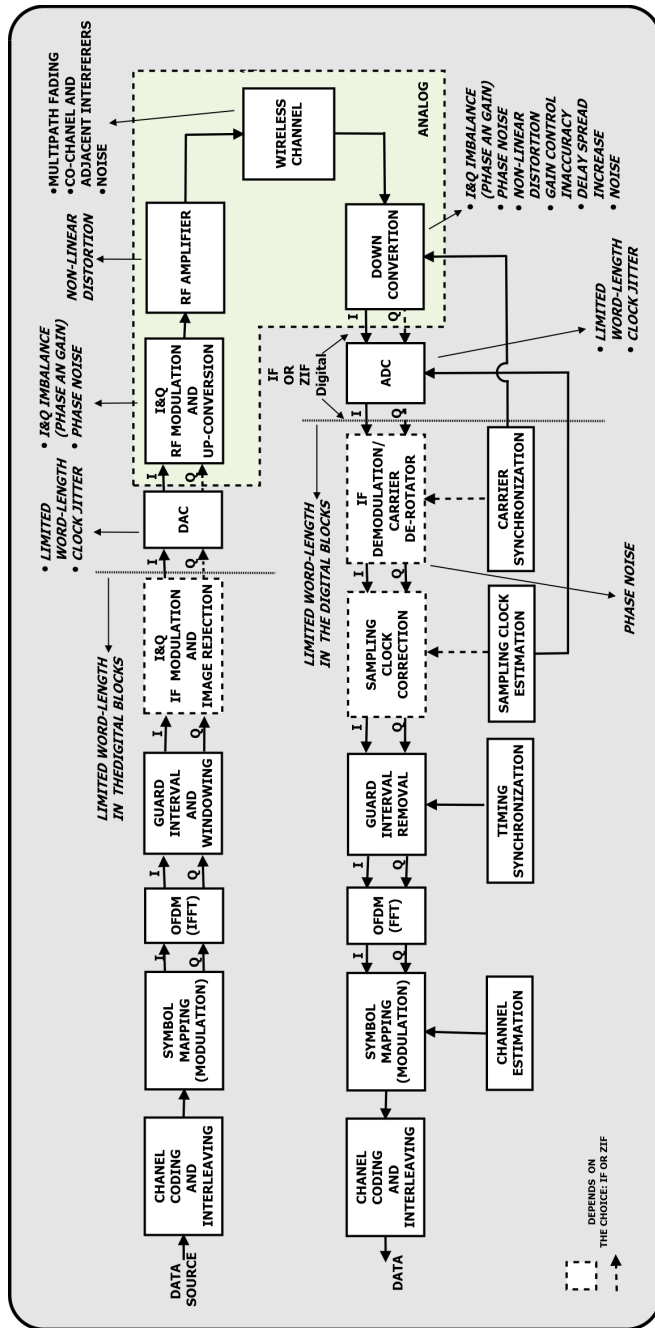 LIMITED WORD-LENGTH
IN THEDIGITAL BLOCKS
• LIMITED
WORD-LENGTH
• CLOCK JITTER
• I&Q IMBALANCE
(PHASE AN GAIN)
• PHASE NOISE
NON-LINEAR
DISTORTION
•MULTIPATH FADING
•CO-CHANEL AND
ADJACENT INTERFERERS
•NOISE
DATA
SOURCE
CHANEL
CODING
AND
INTERLEAVING
SYMBOL
MAPPING
(MODULATION)
I
Q
OFDM
(IFFT)
I
Q
GUARD
INTERVAL
AND
WINDOWING
I
Q
I&Q
IF MODULATION
AND
IMAGE REJECTION
I
Q
DAC
I
Q
I&Q
RF MODULATION
AND
UP-CONVERSION
RF AMPLIFIER
WIRELESS
CHANNEL
ANALOG
IF
OR
ZIF
Digital
LIMITED WORD-LENGTH
IN THE DIGITAL BLOCKS
DATA
CHANEL
CODING
AND
INTERLEAVING
SYMBOL
MAPPING
(MODULATION)
I
Q
OFDM
(FFT)
I
Q
GUARD
INTERVAL
REMOVAL
I
Q
SAMPLING
CLOCK
CORRECTION
I
Q
IF
DEMODULATION/
CARRIER
DE-ROTATOR
I
Q
ADC
I
Q
DOWN
CONVERTION
• I&Q IMBALANCE
(PHASE AN GAIN)
• PHASE NOISE
• NON-LINEAR
DISTORTION
• GAIN CONTROL
INACCURACY
• DELAY SPREAD
INCREASE
• NOISE
CHANNEL
ESTIMATION
TIMING
SYNCHRONIZATION
SAMPLING CLOCK
ESTIMATION
CARRIER
SYNCHRONIZATION
• LIMITED
WORD-LENGTH
• CLOCK JITTER
PHASE NOISE
DEPENDS ON
THE CHOICE: IF OR ZIF